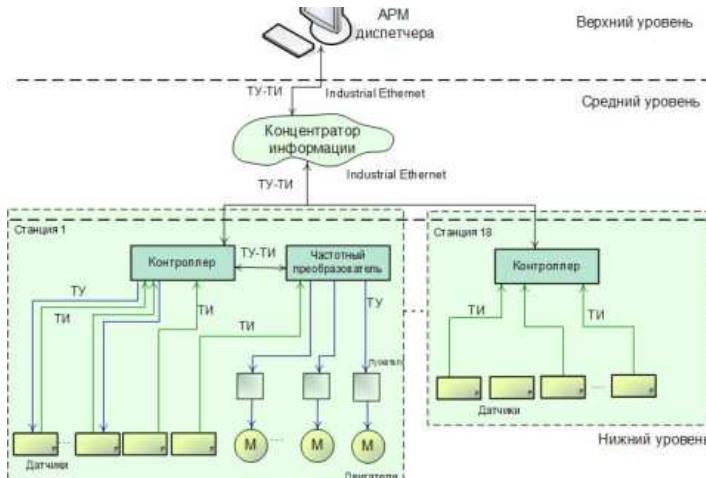 АРМ
диспетчера
Верхний уровень
ТУ-ТИ
Industrial Ethernet
Средний уровень
Концентратор
информации
ТУ-ТИ
Industrial Ethernet
Станция 1
Станция 18
Контроллер
ТУ-ТИ
Частотный
преобразователь
Контроллер
ТУ
ТИ
ТИ
ТИ
ТУ
ТИ
ТИ
М
М
М
Датчики
Датчики
Двигатели
Нижний уровень